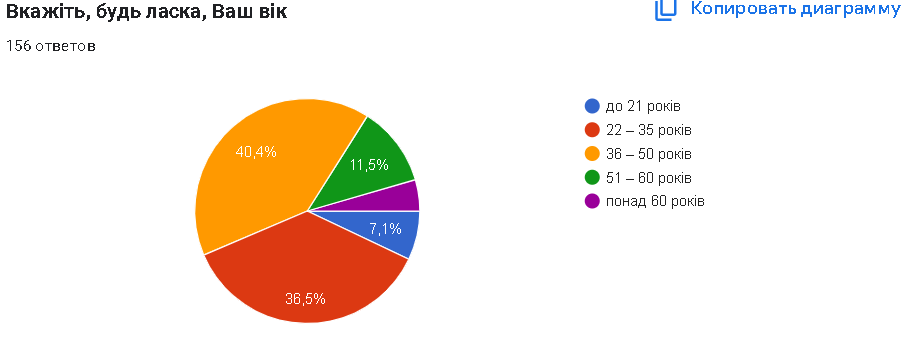 Вкажіть, будь ласка, Ваш вік
Копировать диаграмму
156 ответов
40,4%
11,5%
7,1%
36,5%
до 21 років
22 – 35 років
36 – 50 років
51 – 60 років
понад 60 років